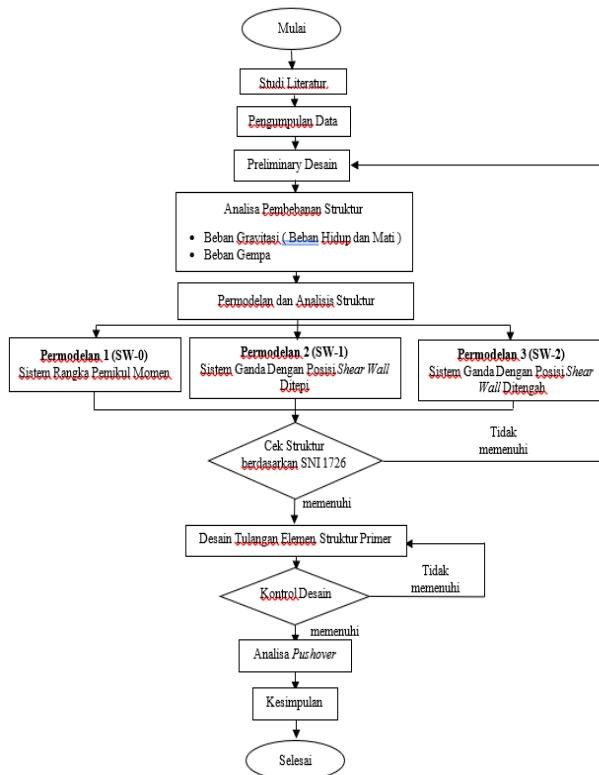 Mulai
Studi Literatur
Pengumpulan Data
Preliminary Desain
Analisa Pembebanan Struktur
• Beban Gravitasi ( Beban Hidup dan Mati )
• Beban Gempa
Permodelan dan Analisis Struktur
Permodelan 1 (SW-0)
Sistem Rangka Pemikul Momen
Permodelan 2 (SW-1)
Sistem Ganda Dengan Posisi Shear Wall
Ditepi
Permodelan 3 (SW-2)
Sistem Ganda Dengan Posisi Shear
Wall Ditengah
Cek Struktur
berdasarkan SNI 1726
Tidak
memenuhi
memenuhi
Desain Tulangan Elemen Struktur Primer
Kontrol Desain
Tidak
memenuhi
memenuhi
Analisa Pushover
Kesimpulan
Selesai